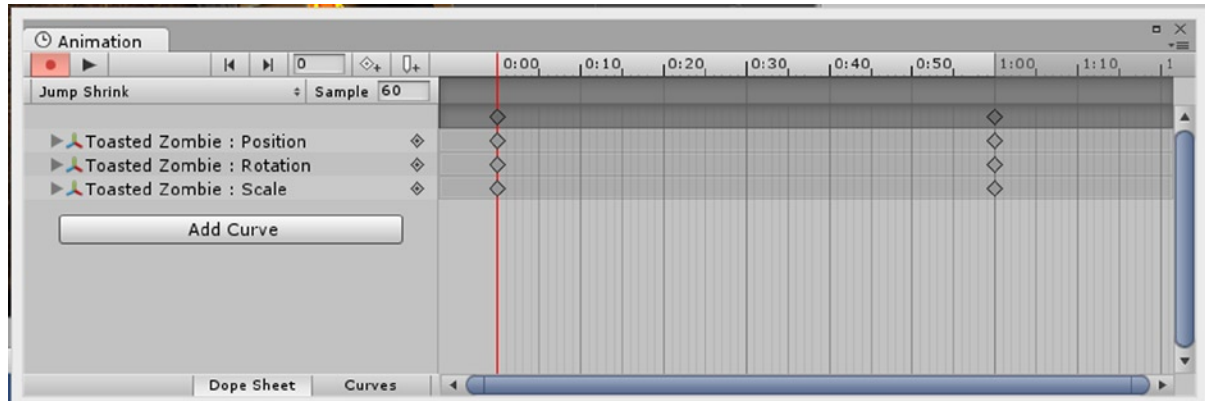 Animation
0
0:00 0:10 0:20 0:30 0:40 0:50 1:00 1:10 1
Jump Shrink Sample 60
Toasted Zombie : Position
Toasted Zombie : Rotation
Toasted Zombie : Scale
Add Curve
Dope Sheet Curves